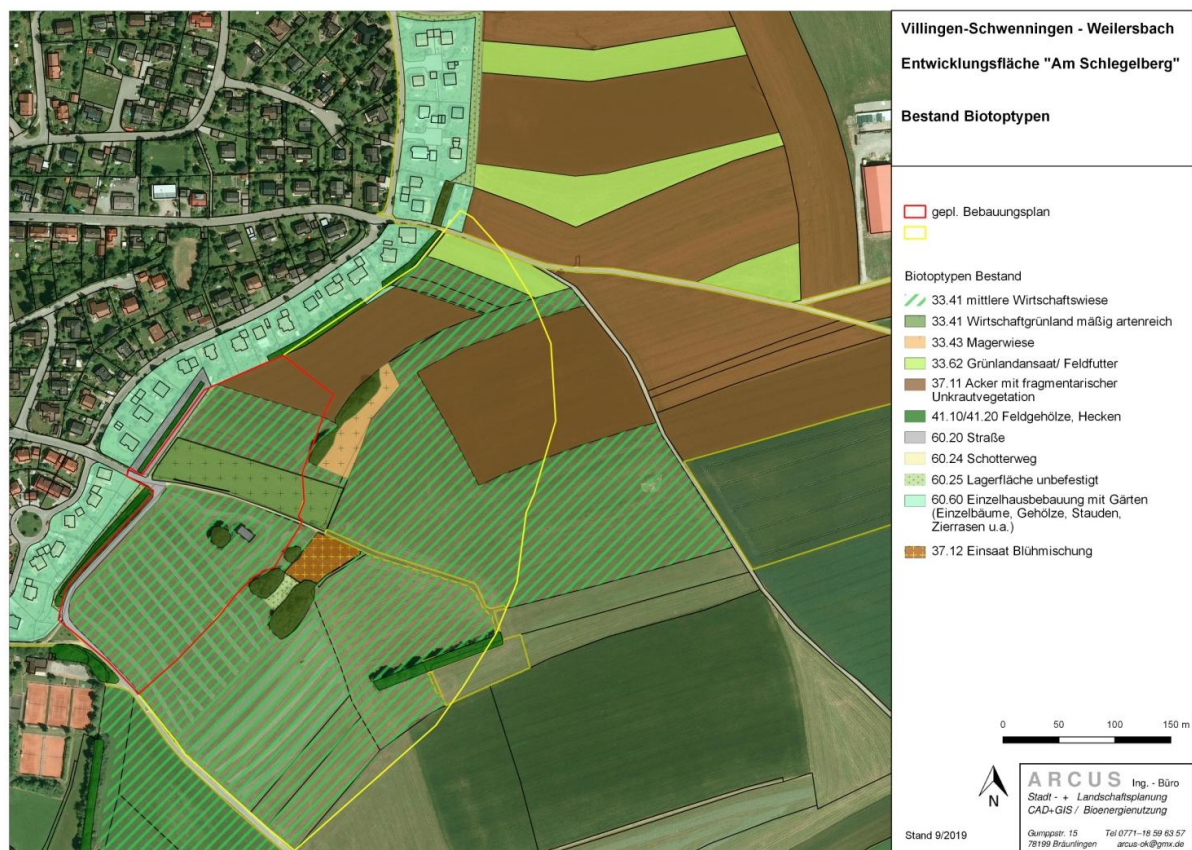 Villingen-Schwenningen - Weilersbach
Entwicklungsfläche "Am Schlegelberg"
Bestand Biotoptypen
gepl. Bebauungsplan
Biotoptypen Bestand
33.41 mittlere Wirtschaftswiese
33.41 Wirtschaftgrünland mäßig artenreich
33.43 Magerwiese
33.62 Grünlandansaat/ Feldfutter
37.11 Acker mit fragmentarischer
Unkrautvegetation
41.10/41.20 Feldgehölze, Hecken
60.20 Straße
60.24 Schotterweg
60.25 Lagerfläche unbefestigt
60.60 Einzelhausbebauung mit Gärten
(Einzelbäume, Gehölze, Stauden,
Zierrasen u.a.)
37.12 Einsaat Blühmischung
0 50 100 150 m
N
ARCUS Ing. - Büro
Stadt - + Landschaftsplanung
CAD+GIS / Bioenergienutzung
Gumppstr. 15 Tel 0771-18 59 63 57
78199 Bräunlingen arcus-ok@gmx.de
Stand 9/2019